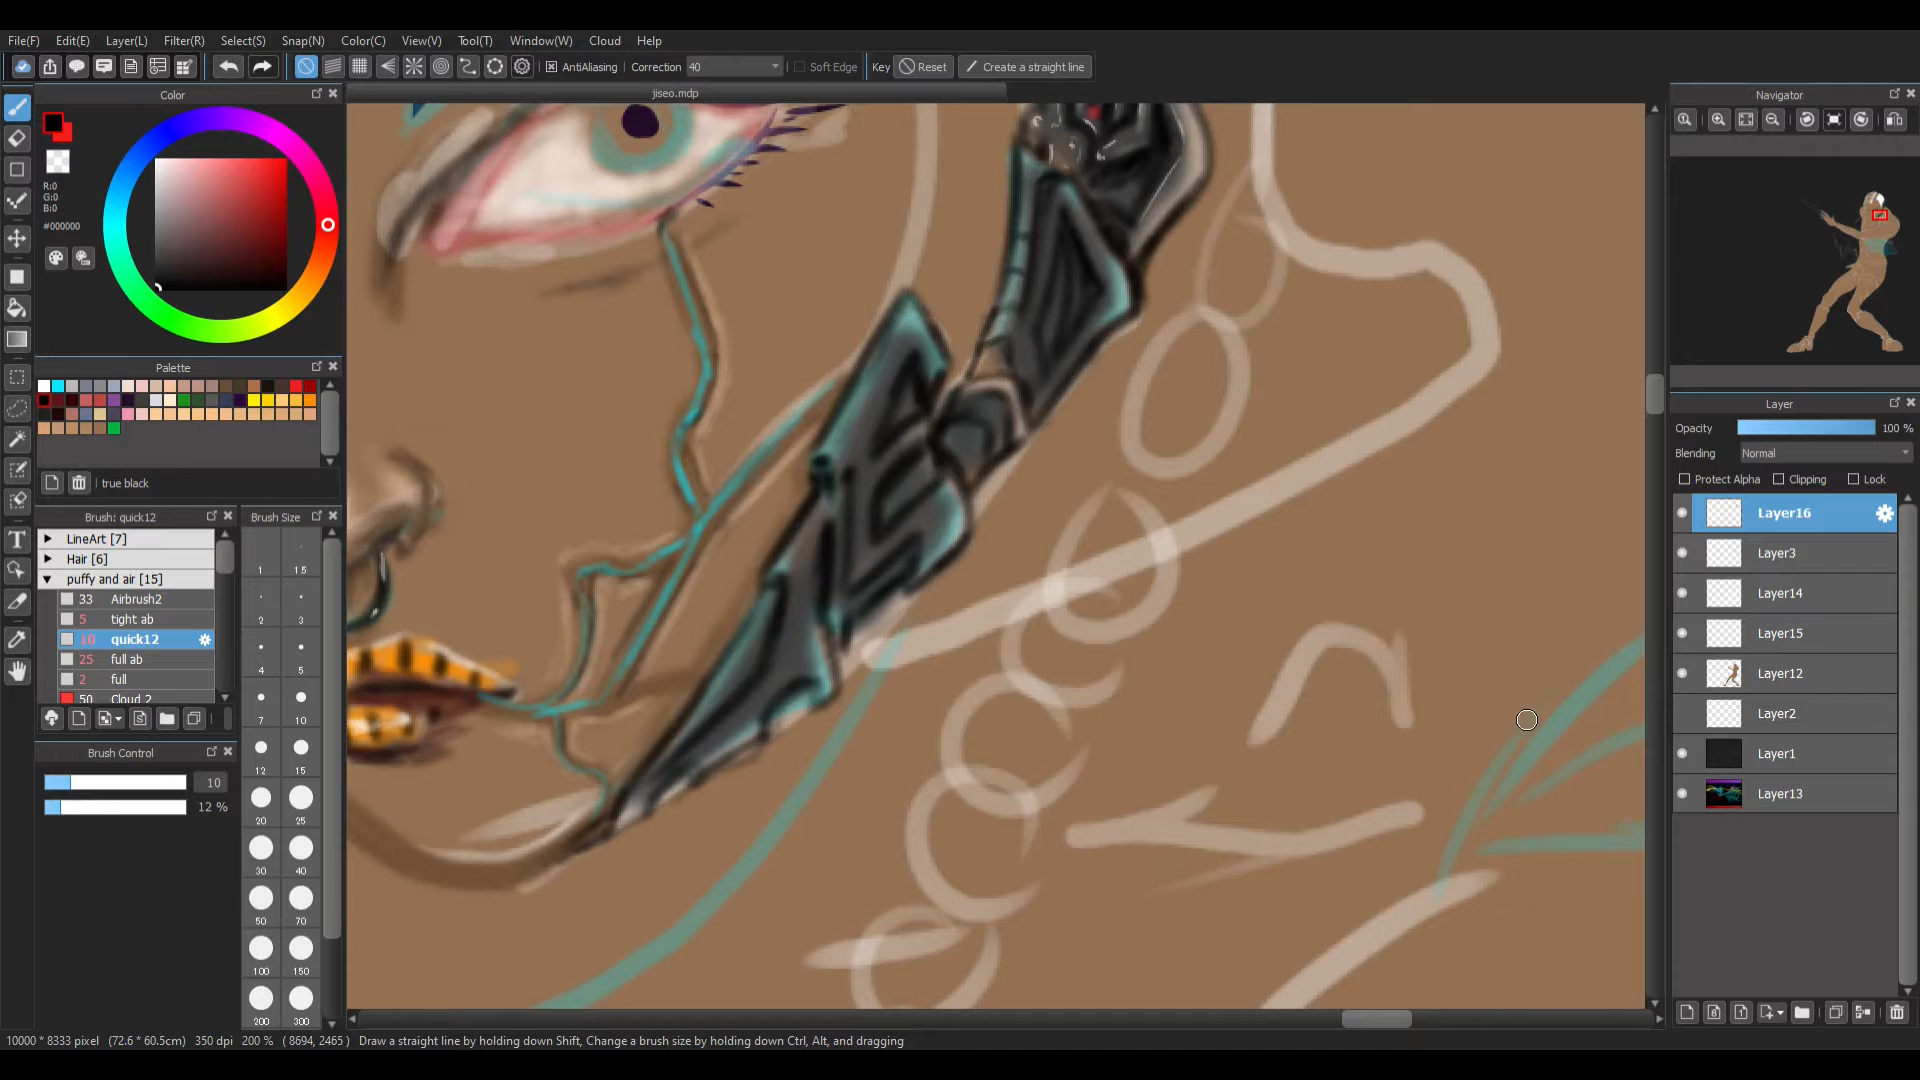 File(F) Edit(E) Layer(L) Filter(R) Select(S) Snap(N) Color(C) View(V) Tool(T) Window(W) Cloud Help
AntiAliasing Correction 40 Soft Edge Key Reset Create a straight line
Color
jiseo.mdp
Navigator
R:0
G:0
B:0
#000000
Palette
true black
Brush: quick12
Brush Size
LineArt [7]
Hair [6]
puffy and air [15]
33 Airbrush2
5 tight ab
10 quick12
25 full ab
2 full
50 Cloud 2
1 1.5
2 3
4 5
7 10
12 15
20 25
30 40
50 70
100 150
200 300
Brush Control
10
12 %
Layer
Opacity 100 %
Blending Normal
Protect Alpha Clipping Lock
Layer16
Layer3
Layer14
Layer15
Layer12
Layer2
Layer1
Layer13
10000 * 8333 pixel (72.6 * 60.5cm) 350 dpi 200 % ( 8694, 2465 ) Draw a straight line by holding down Shift, Change a brush size by holding down Ctrl, Alt, and dragging